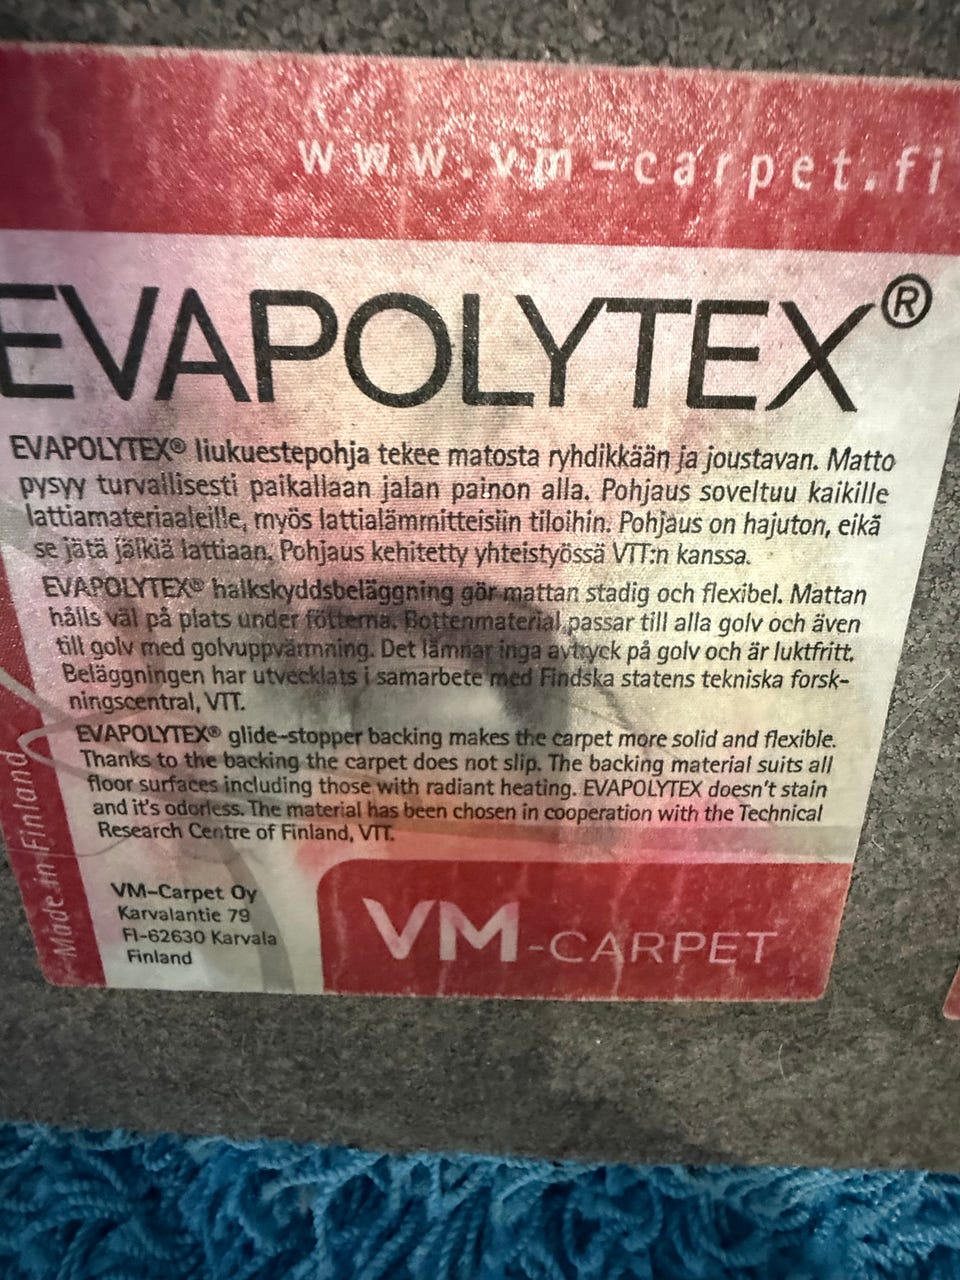 www.vm-carpet.fi
EVAPOLYTEX®
EVAPOLYTEX® liukuestepohja tekee matosta ryhdikkään ja joustavan. Matto
pysyy turvallisesti paikallaan jalan painon alla. Pohjaus soveltuu kaikille
lattiamateriaaleille, myös lattialämmitteisiin tiloihin. Pohjaus on hajuton, eikä
se jätä jälkiä lattiaan. Pohjaus kehitetty yhteistyössä VTT:n kanssa.
EVAPOLYTEX® halkskyddsbeläggning gör mattan stadig och flexibel. Mattan
hålls väl på plats under fötterna. Bottenmaterial passar till alla golv och även
till golv med golvuppvärmning. Det lämnar inga avtryck på golv och är luktfritt.
Beläggningen har utvecklats i samarbete med Findska statens tekniska forsk-
ningscentral, VTT.
EVAPOLYTEX® glide-stopper backing makes the carpet more solid and flexible.
Thanks to the backing the carpet does not slip. The backing material suits all
floor surfaces including those with radiant heating. EVAPOLYTEX doesn't stain
and it's odorless. The material has been chosen in cooperation with the Technical
Research Centre of Finland, VTT.
Made in Finland
VM-Carpet Oy
Karvalantie 79
FI-62630 Karvala
Finland
VM-CARPET